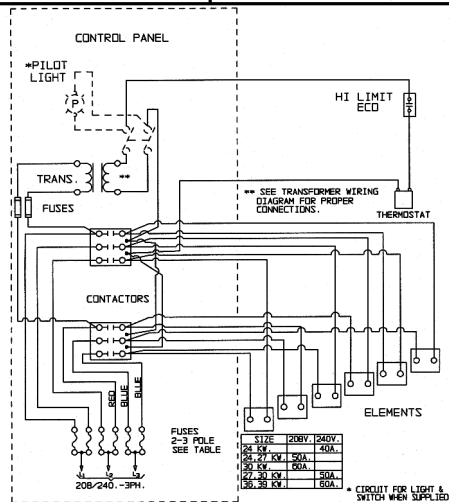 CONTROL PANEL
*PILOT
LIGHT
P
HI LIMIT
ECO
TRANS.
**
FUSES
** SEE TRANSFORMER WIRING
DIAGRAM FOR PROPER
CONNECTIONS.
THERMOSTAT
CONTACTORS
RED
BLUE
BLUE
ELEMENTS
FUSES
2-3 POLE
SEE TABLE
L1 L2 L3
208/240.-3PH.
SIZE 208V. 240V.
24 KW. 40A.
24,27 KW. 50A.
30 KW. 60A.
27,30 KW. 50A.
36,39 KW. 60A.
* CIRCUIT FOR LIGHT &
SWITCH WHEN SUPPLIED